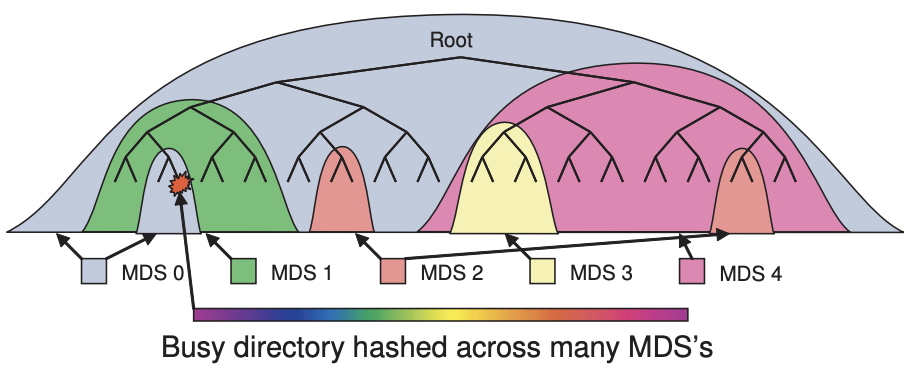 Root
MDS 0
MDS 1
MDS 2
MDS 3
MDS 4
Busy directory hashed across many MDS's